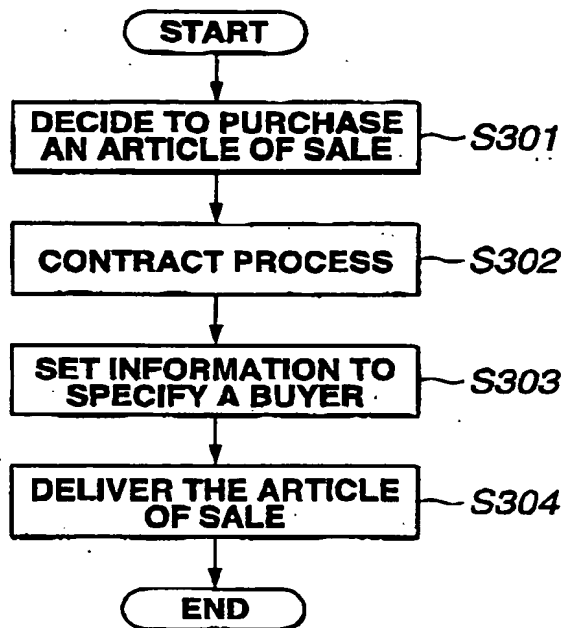 START
DECIDE TO PURCHASE
AN ARTICLE OF SALE
S301
CONTRACT PROCESS
S302
SET INFORMATION TO
SPECIFY A BUYER
S303
DELIVER THE ARTICLE
OF SALE
S304
END